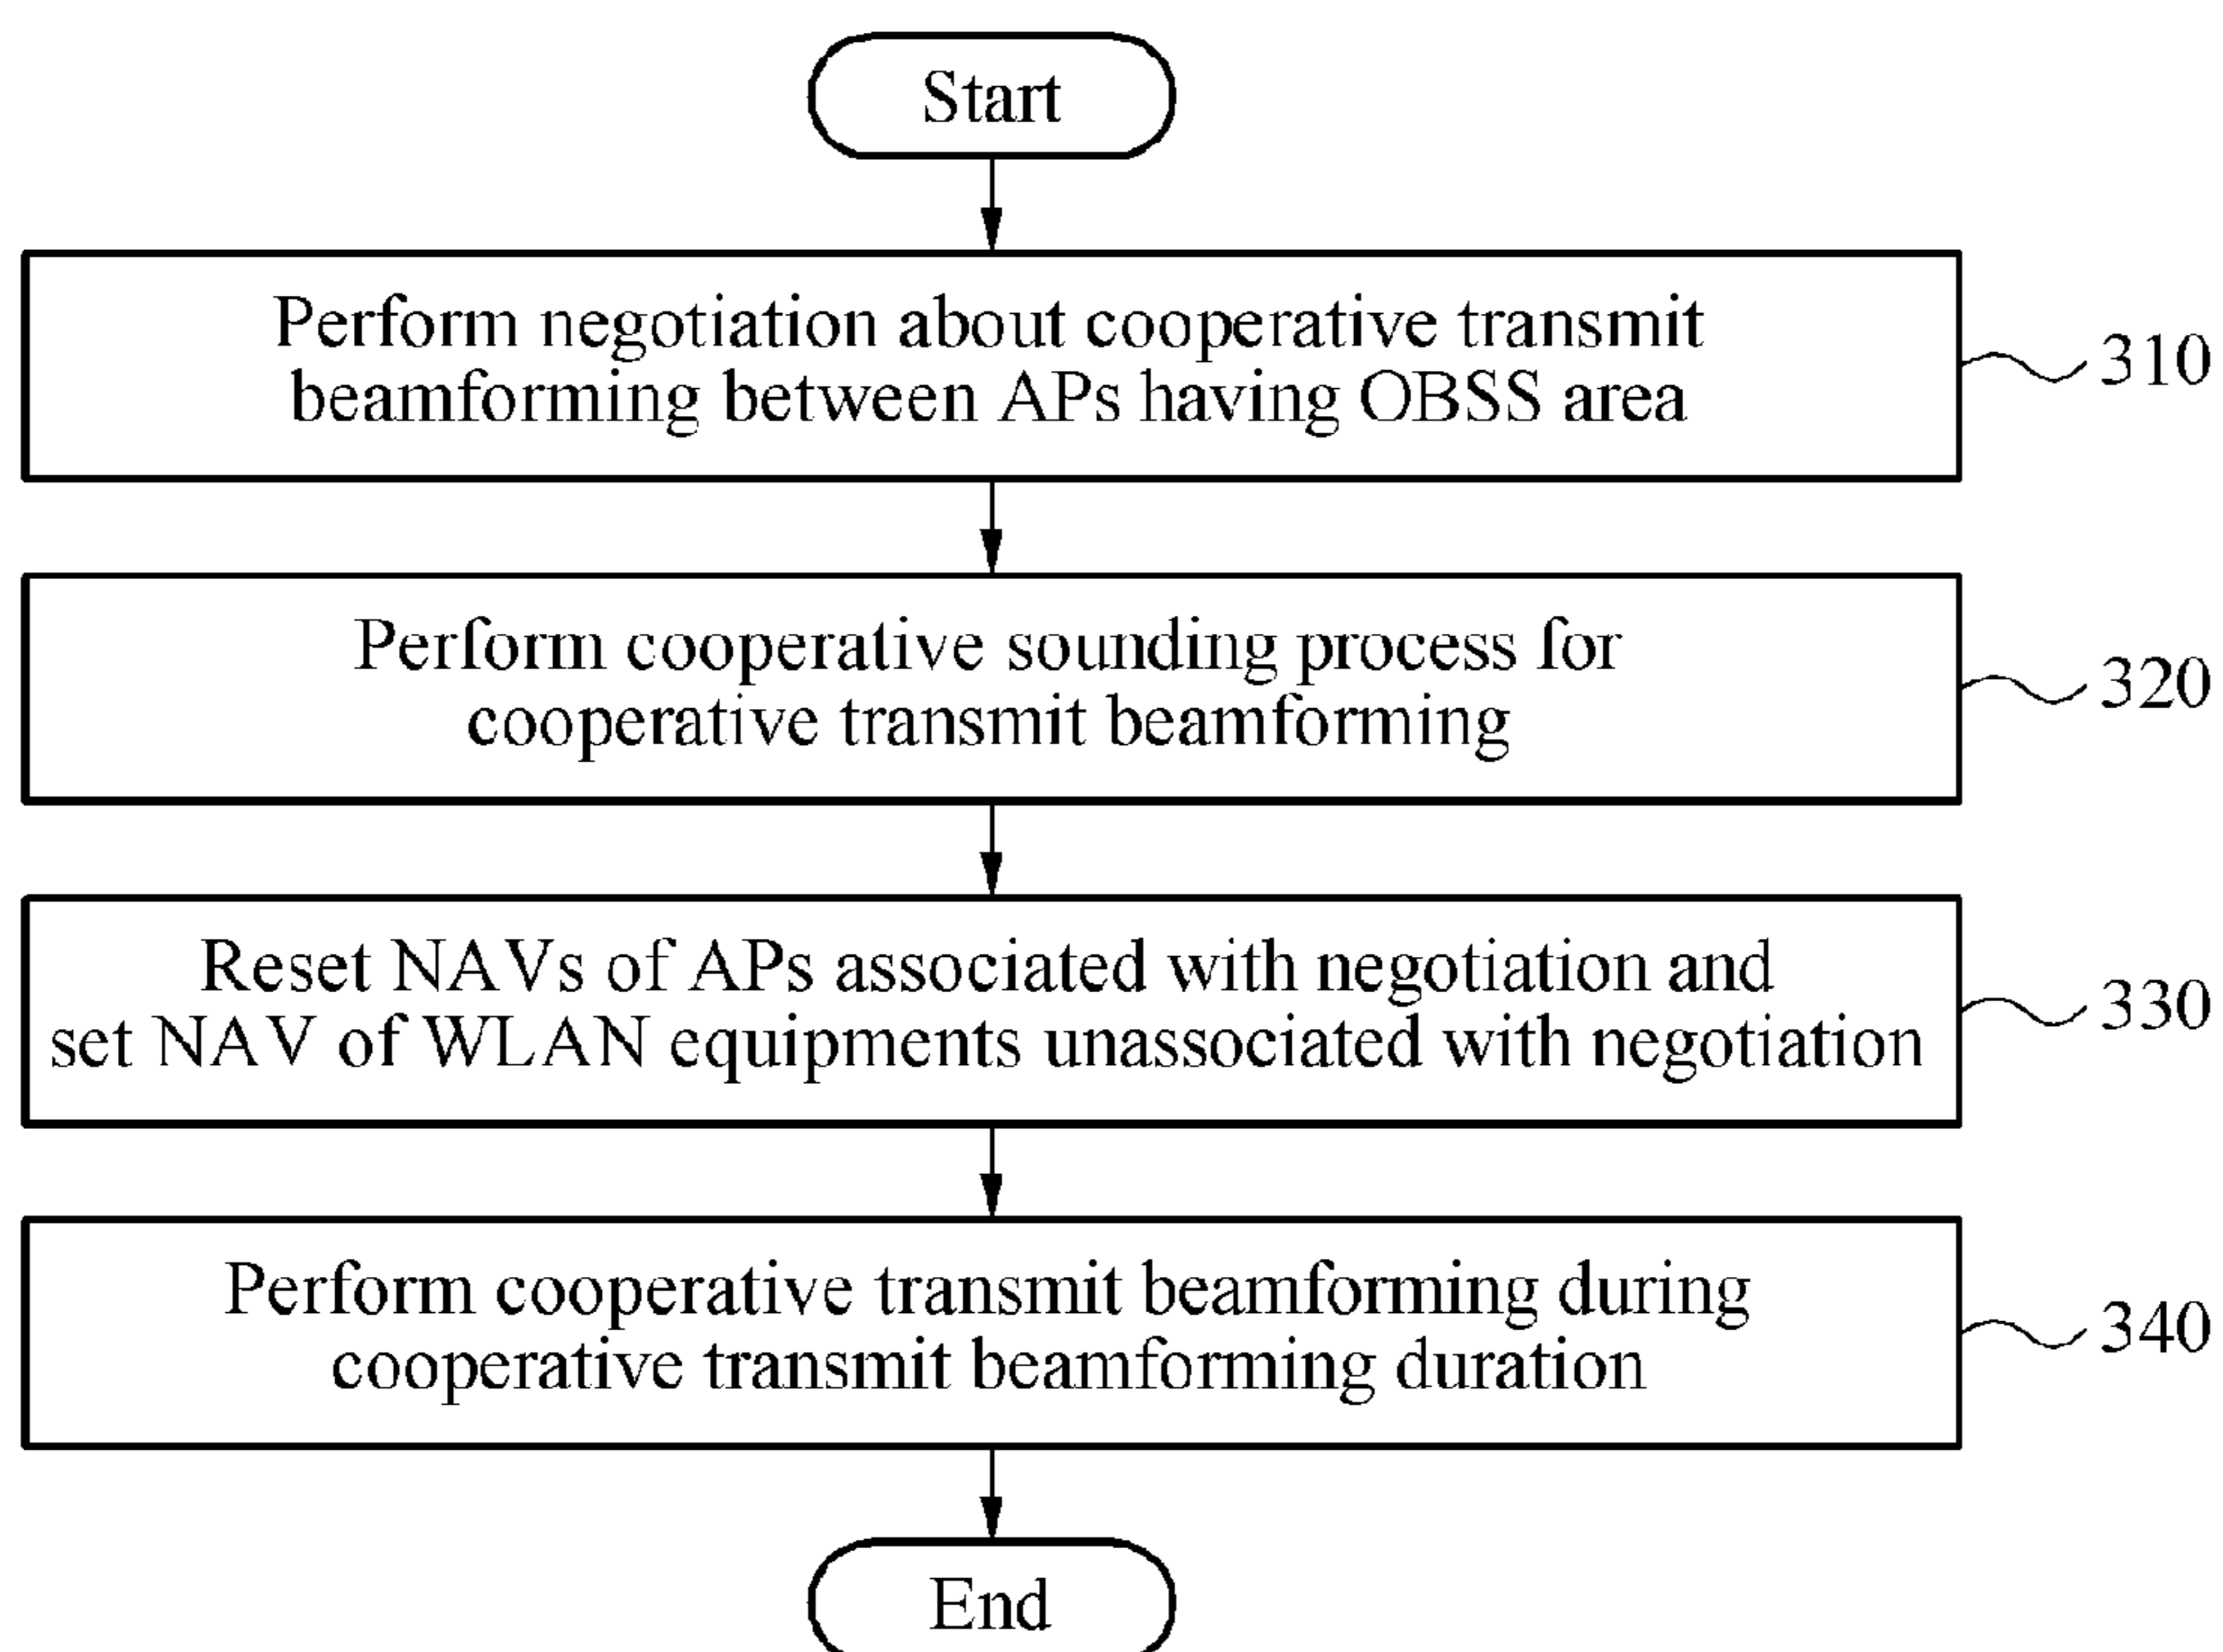 Start
Perform negotiation about cooperative transmit
beamforming between APs having OBSS area
310
Perform cooperative sounding process for
cooperative transmit beamforming
320
Reset NAVs of APs associated with negotiation and
set NAV of WLAN equipments unassociated with negotiation
330
Perform cooperative transmit beamforming during
cooperative transmit beamforming duration
340
End